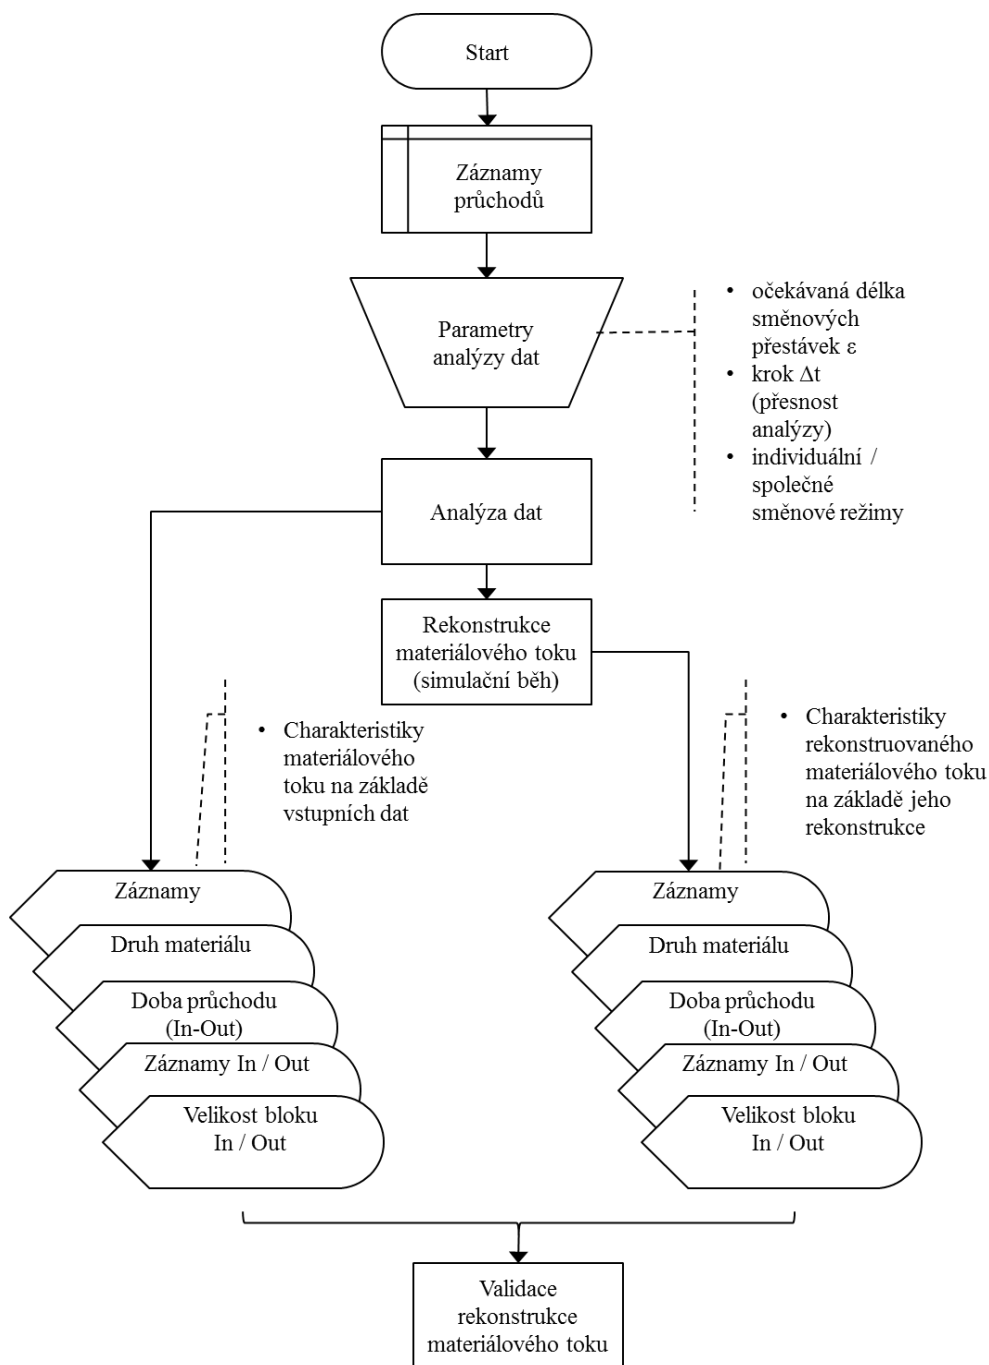 Start
Záznamy
průchodů
Parametry
analýzy dat
• očekávaná délka
směnových
přestávek ε
• krok Δt
(přesnost
analýzy)
• individuální /
společné
směnové režimy
Analýza dat
Rekonstrukce
materiálového toku
(simulační běh)
• Charakteristiky
materiálového
toku na základě
vstupních dat
• Charakteristiky
rekonstruovaného
materiálového toku
na základě jeho
rekonstrukce
Záznamy
Druh materiálu
Doba průchodu
(In-Out)
Záznamy In / Out
Velikost bloku
In / Out
Záznamy
Druh materiálu
Doba průchodu
(In-Out)
Záznamy In / Out
Velikost bloku
In / Out
Validace
rekonstrukce
materiálového toku